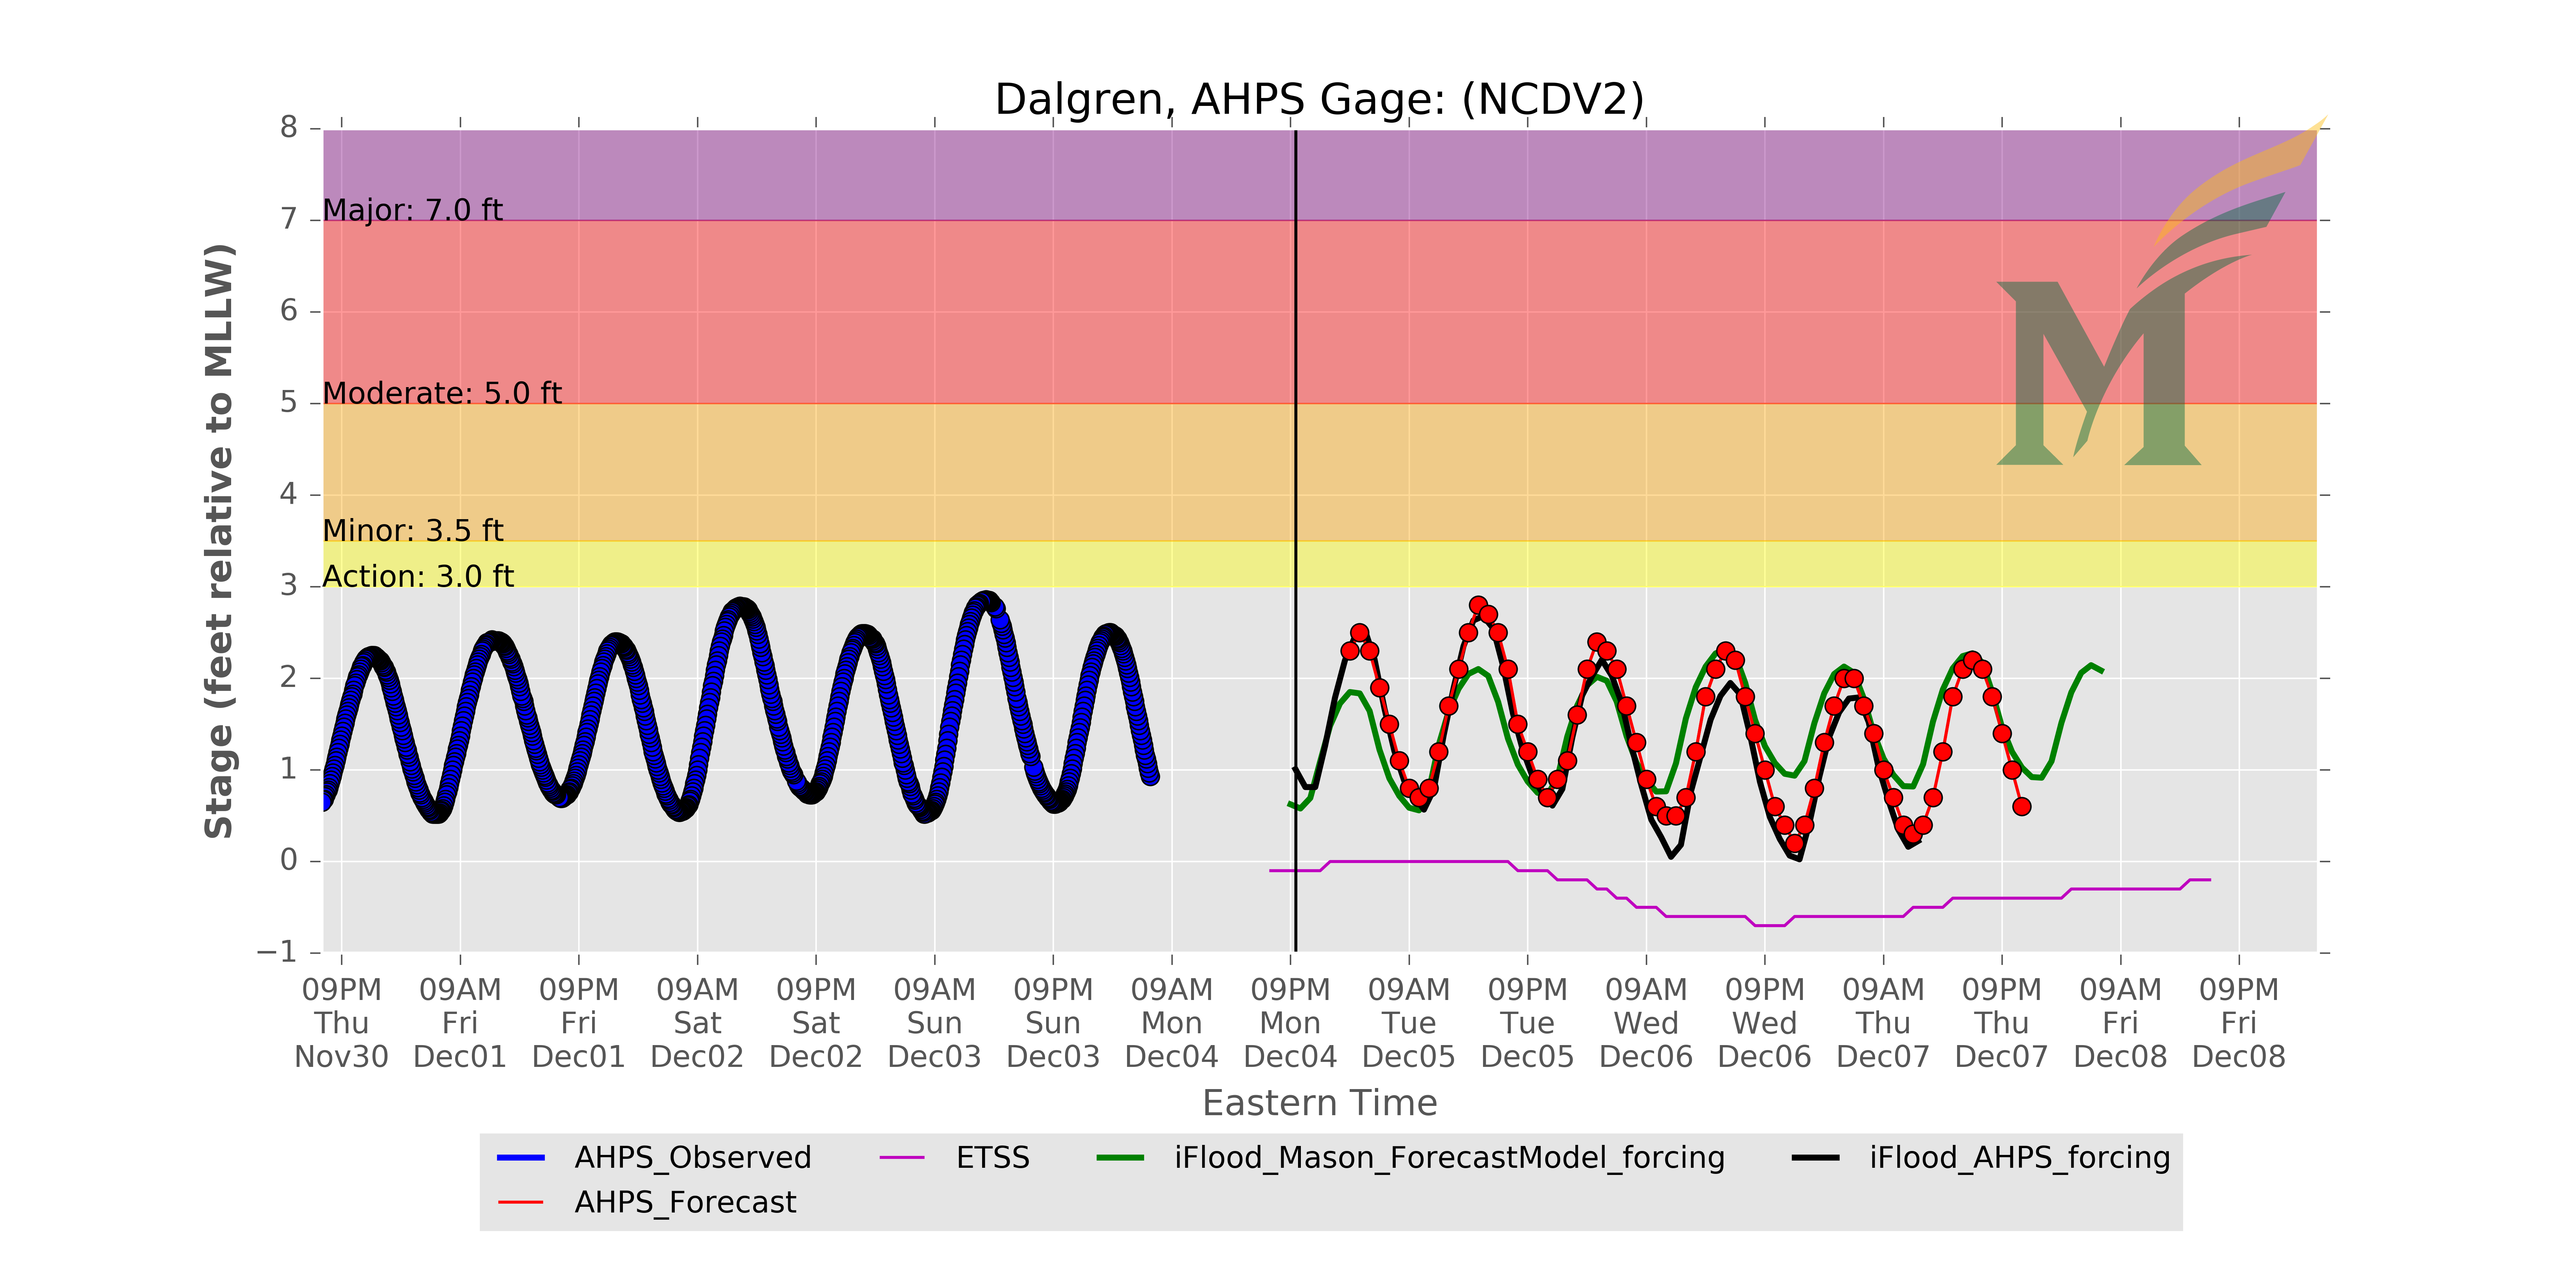 Dalgren, AHPS Gage: (NCDV2)
Stage (feet relative to MLLW)
8
7
6
5
4
3
2
1
0
−1
Major: 7.0 ft
Moderate: 5.0 ft
Minor: 3.5 ft
Action: 3.0 ft
09PM 09AM 09PM 09AM 09PM 09AM 09PM 09AM 09PM 09AM 09PM 09AM 09PM 09AM 09PM 09AM 09PM
Thu Fri Fri Sat Sat Sun Sun Mon Mon Tue Tue Wed Wed Thu Thu Fri Fri
Nov30 Dec01 Dec01 Dec02 Dec02 Dec03 Dec03 Dec04 Dec04 Dec05 Dec05 Dec06 Dec06 Dec07 Dec07 Dec08 Dec08
Eastern Time
AHPS_Observed ETSS iFlood_Mason_ForecastModel_forcing iFlood_AHPS_forcing
AHPS_Forecast
M